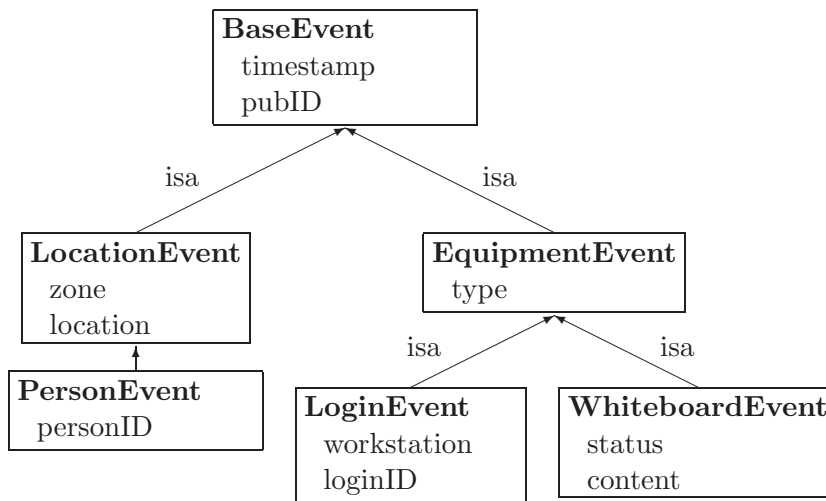 BaseEvent
timestamp
pubID
isa
isa
LocationEvent
zone
location
EquipmentEvent
type
isa
isa
PersonEvent
personID
LoginEvent
workstation
loginID
WhiteboardEvent
status
content